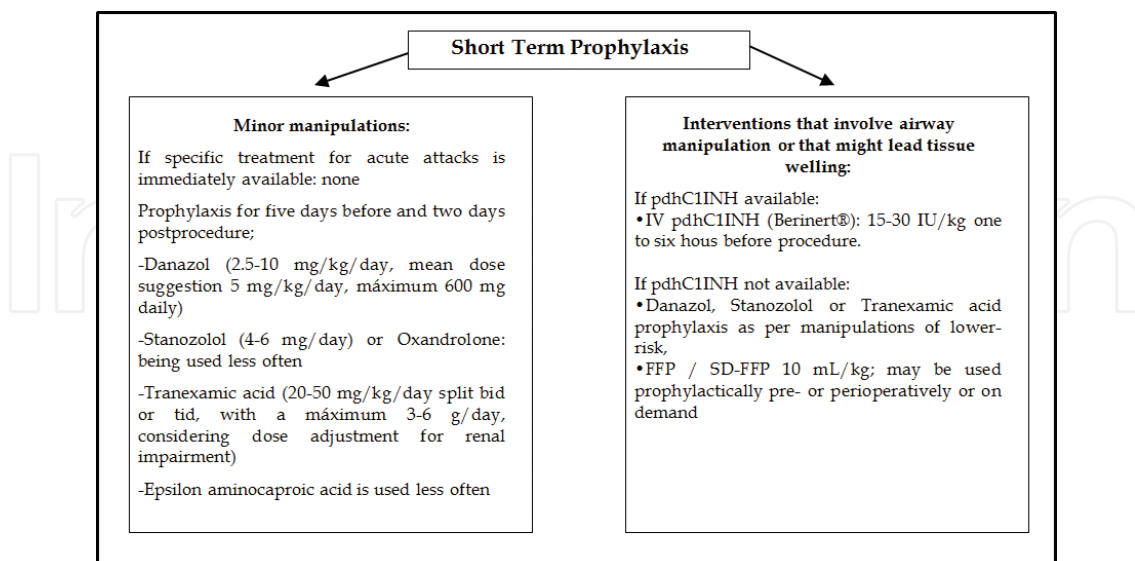 Short Term Prophylaxis
Minor manipulations:
If specific treatment for acute attacks is
immediately available: none
Prophylaxis for five days before and two days
postprocedure;
-Danazol (2.5-10 mg/kg/day, mean dose
suggestion 5 mg/kg/day, máximum 600 mg
daily)
-Stanozolol (4-6 mg/day) or Oxandrolone:
being used less often
-Tranexamic acid (20-50 mg/kg/day split bid
or tid, with a máximum 3-6 g/day,
considering dose adjustment for renal
impairment)
-Epsilon aminocaproic acid is used less often
Interventions that involve airway
manipulation or that might lead tissue
welling:
If pdhC1INH available:
•IV pdhC1INH (Berinert®): 15-30 IU/kg one
to six hous before procedure.
If pdhC1INH not available:
•Danazol, Stanozolol or Tranexamic acid
prophylaxis as per manipulations of lower-
risk,
•FFP / SD-FFP 10 mL/kg; may be used
prophylactically pre- or perioperatively or on
demand